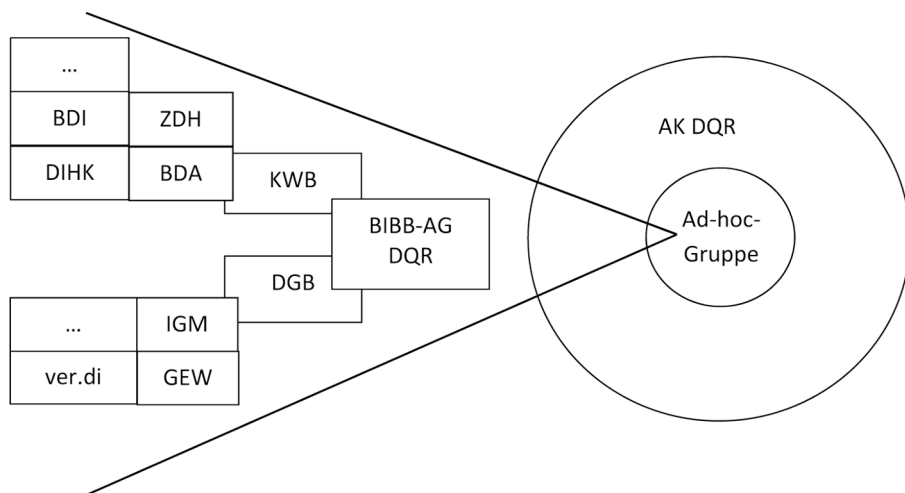 ...
BDI
ZDH
DIHK
BDA
KWB
BIBB-AG
DQR
DGB
...
IGM
ver.di
GEW
AK DQR
Ad-hoc-
Gruppe